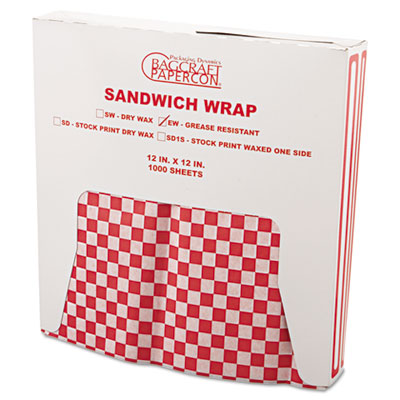 Packaging Dynamics
BAGCRAFT
PAPERCON®
SANDWICH WRAP
SW - DRY WAX EW - GREASE RESISTANT
SD - STOCK PRINT DRY WAX SD1S - STOCK PRINT WAXED ONE SIDE
12 IN. X 12 IN.
1000 SHEETS